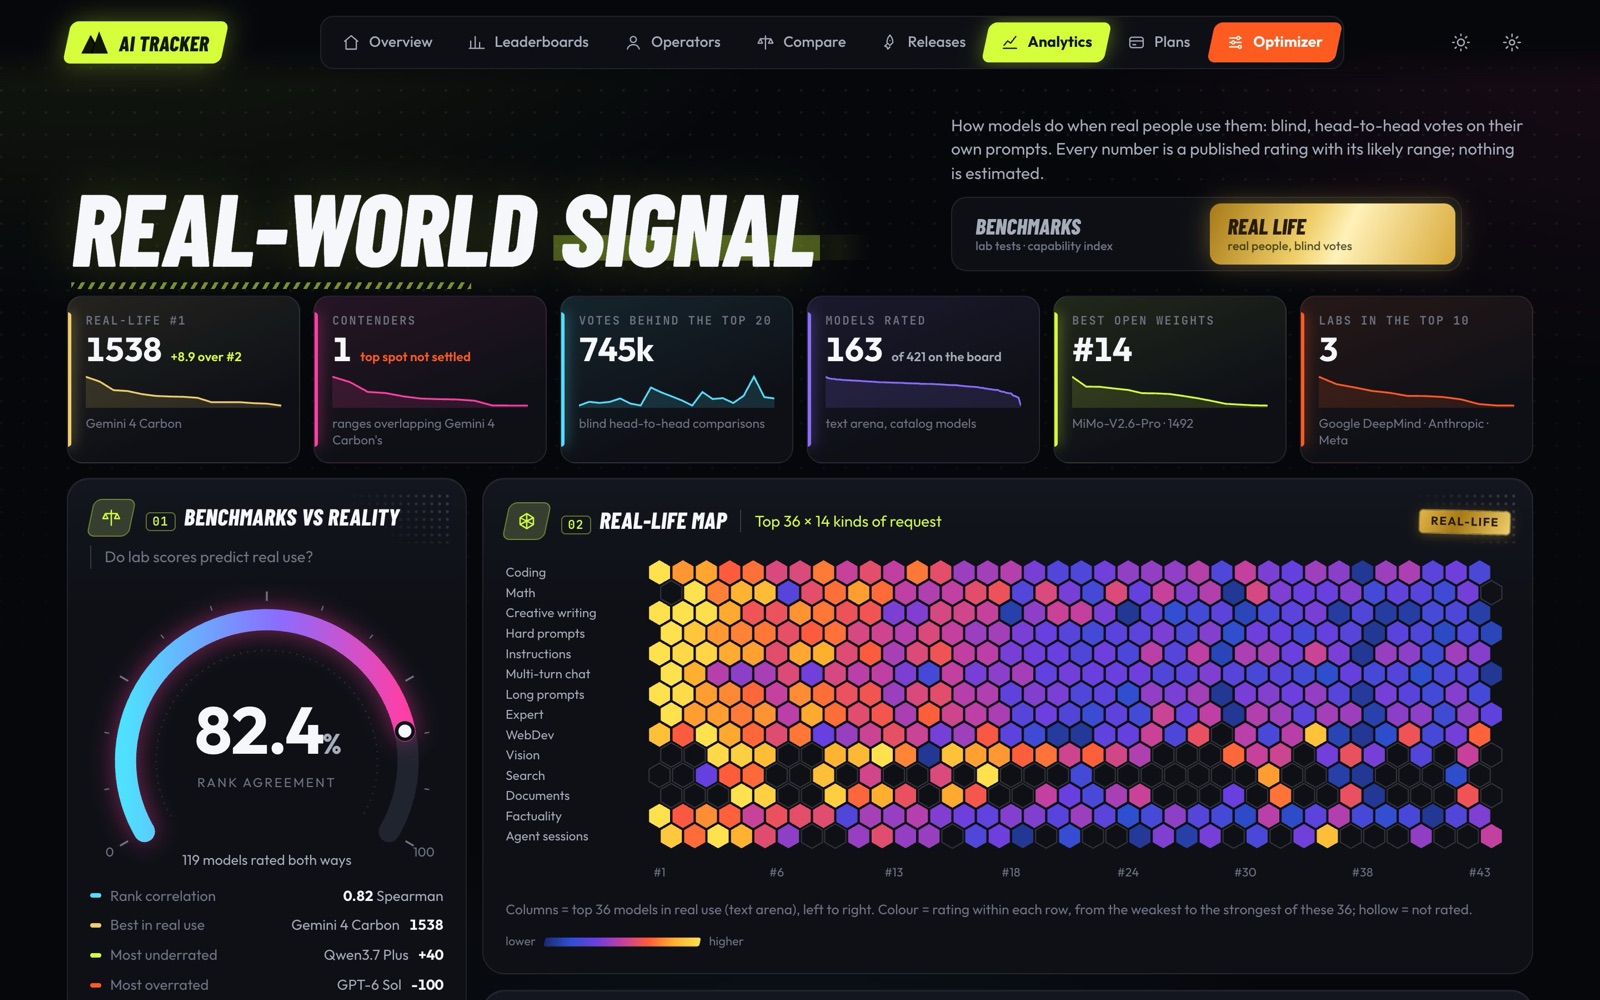 AI TRACKER
Overview
Leaderboards
Operators
Compare
Releases
Analytics
Plans
Optimizer
How models do when real people use them: blind, head-to-head votes on their
own prompts. Every number is a published rating with its likely range; nothing
is estimated.
REAL-WORLD SIGNAL
BENCHMARKS
lab tests · capability index
REAL LIFE
real people, blind votes
REAL-LIFE #1
1538 +8.9 over #2
Gemini 4 Carbon
CONTENDERS
1 top spot not settled
ranges overlapping Gemini 4
Carbon's
VOTES BEHIND THE TOP 20
745k
blind head-to-head comparisons
MODELS RATED
163 of 421 on the board
text arena, catalog models
BEST OPEN WEIGHTS
#14
MiMo-V2.6-Pro · 1492
LABS IN THE TOP 10
3
Google DeepMind · Anthropic ·
Meta
01 BENCHMARKS VS REALITY
Do lab scores predict real use?
82.4%
RANK AGREEMENT
0
100
119 models rated both ways
Rank correlation 0.82 Spearman
Best in real use Gemini 4 Carbon 1538
Most underrated Qwen3.7 Plus +40
Most overrated GPT-6 Sol -100
02 REAL-LIFE MAP Top 36 × 14 kinds of request
REAL-LIFE
Coding
Math
Creative writing
Hard prompts
Instructions
Multi-turn chat
Long prompts
Expert
WebDev
Vision
Search
Documents
Factuality
Agent sessions
#1 #6 #13 #18 #24 #30 #38 #43
Columns = top 36 models in real use (text arena), left to right. Colour = rating within each row, from the weakest to the strongest of these 36; hollow = not rated.
lower higher